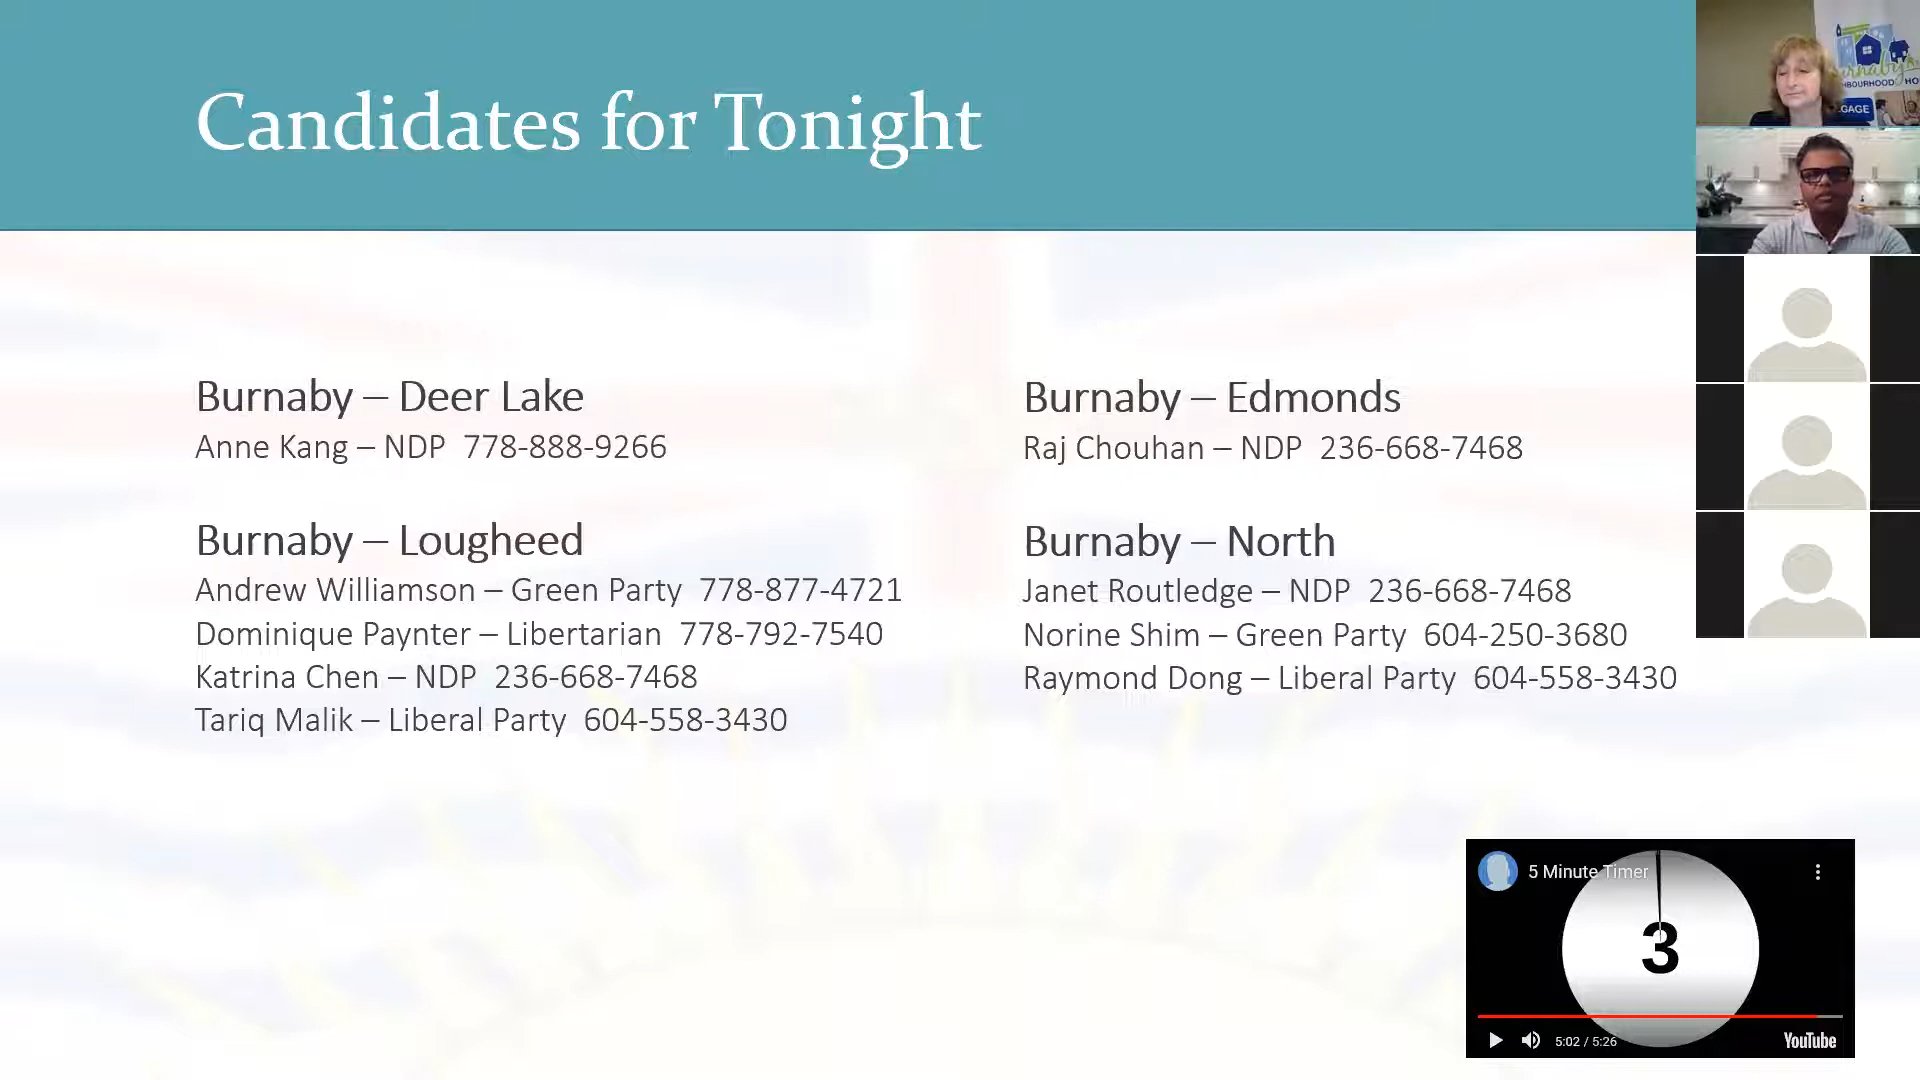 Candidates for Tonight
Burnaby – Deer Lake
Anne Kang – NDP 778-888-9266
Burnaby – Lougheed
Andrew Williamson – Green Party 778-877-4721
Dominique Paynter – Libertarian 778-792-7540
Katrina Chen – NDP 236-668-7468
Tariq Malik – Liberal Party 604-558-3430
Burnaby – Edmonds
Raj Chouhan – NDP 236-668-7468
Burnaby – North
Janet Routledge – NDP 236-668-7468
Norine Shim – Green Party 604-250-3680
Raymond Dong – Liberal Party 604-558-3430
5 Minute Timer
3
5:02 / 5:26
YouTube